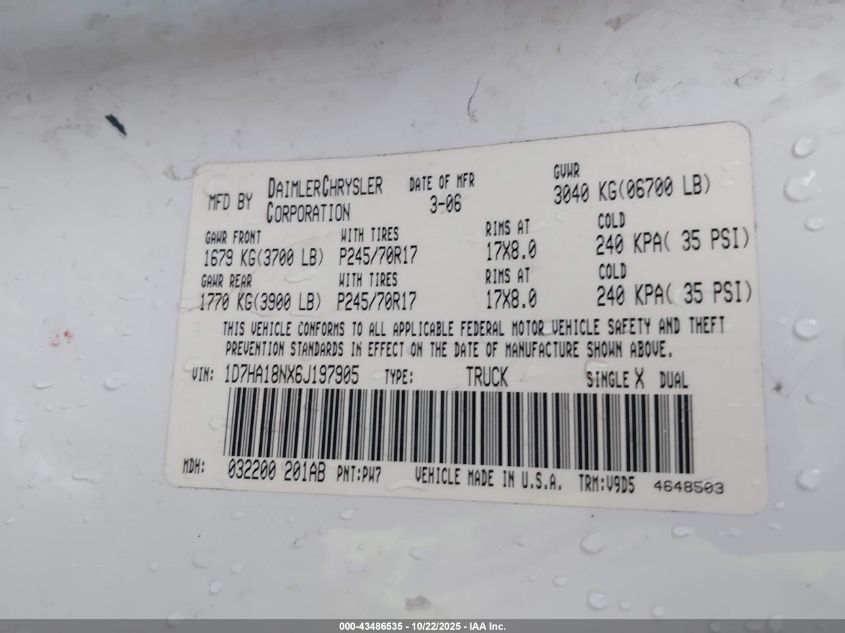 MFD BY DAIMLERCHRYSLER CORPORATION DATE OF MFR 3-06 GVWR 3040 KG(06700 LB)
GAWR FRONT WITH TIRES RIMS AT COLD
1679 KG(3700 LB) P245/70R17 17X8.0 240 KPA( 35 PSI)
GAWR REAR WITH TIRES RIMS AT COLD
1770 KG(3900 LB) P245/70R17 17X8.0 240 KPA( 35 PSI)
THIS VEHICLE CONFORMS TO ALL APPLICABLE FEDERAL MOTOR VEHICLE SAFETY AND THEFT
PREVENTION STANDARDS IN EFFECT ON THE DATE OF MANUFACTURE SHOWN ABOVE.
VIN: 1D7HA18NX6J197905 TYPE: TRUCK SINGLE X DUAL
MDH: 032200 201AB PNT:PW7 VEHICLE MADE IN U.S.A. TRM:V9D5 4648503
000-43486535 - 10/22/2025 - IAA Inc.